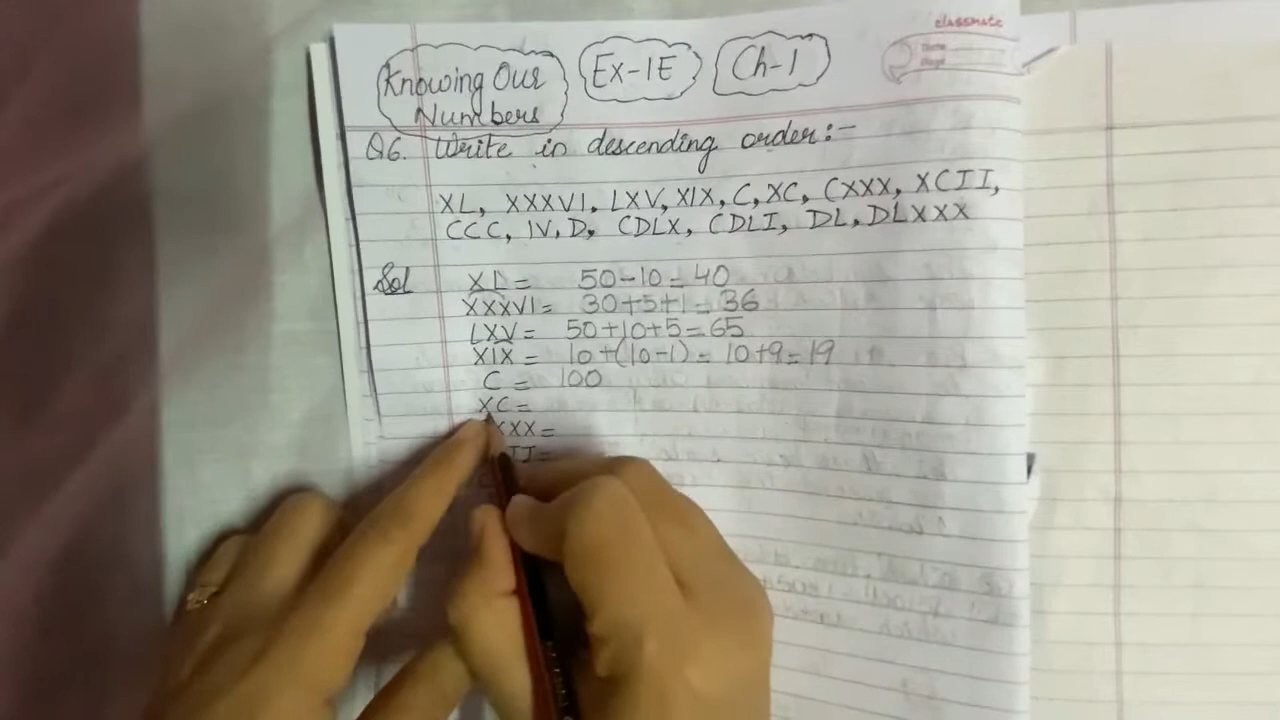 classmate
Knowing Our Numbers Ex-1E Ch-1
Q6. Write in descending order:-
XL, XXXVI, LXV, XIX, C, XC, CXXX, XCII,
CCC, IV, D, CDLX, CDLI, DL, DLXXX
Sol XL = 50-10 = 40
XXXVI = 30+5+1 = 36
LXV = 50+10+5 = 65
XIX = 10+(10-1) = 10+9 = 19
C = 100
XC =
XXX =
II =